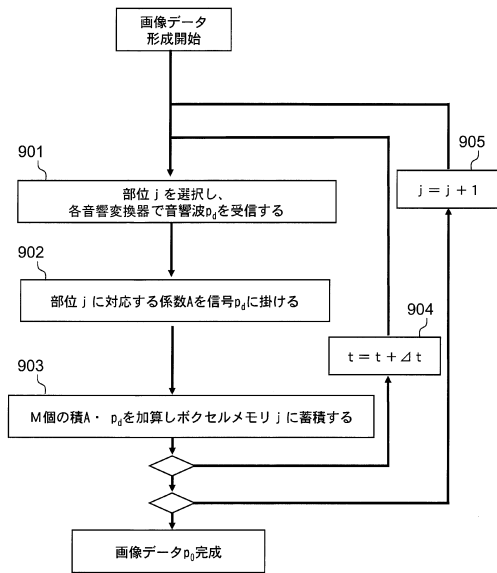 画像データ
形成開始
901
部位ｊを選択し、
各音響変換器で音響波pdを受信する
902
部位ｊに対応する係数Aを信号pdに掛ける
903
M個の積A・ pdを加算しボクセルメモリｊに蓄積する
904
ｔ＝ｔ＋Δｔ
905
ｊ＝ｊ＋１
画像データp0完成